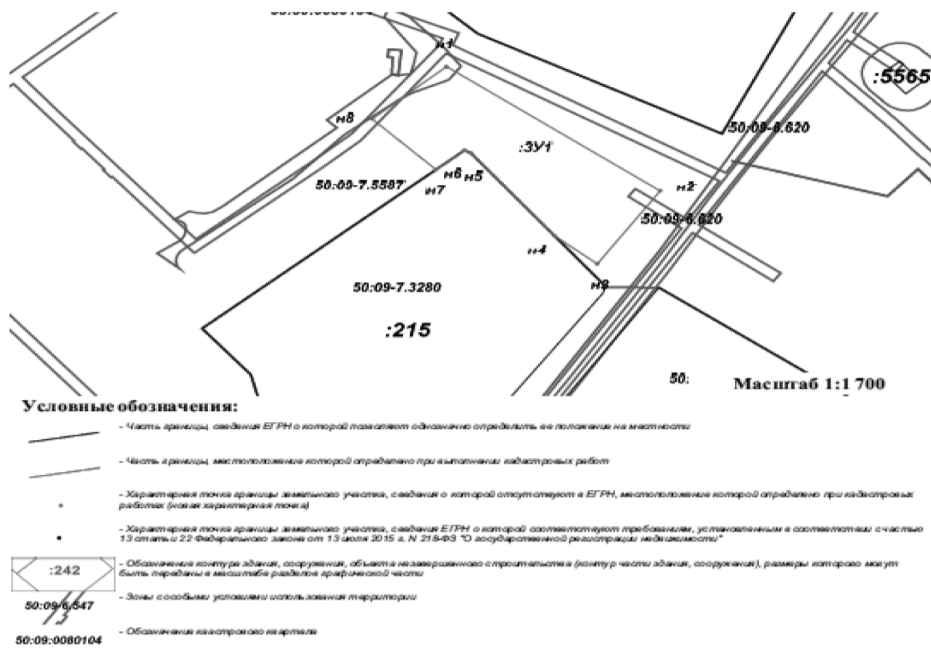 н1
:5565
н8
50:09-6.620
:ЗУ1
н6 н5
50:09-7.5587
н7
н2
50:09-6.620
н4
50:09-7.3280
н3
:215
50:
Масштаб 1:1 700
Условные обозначения:
- Часть границы, сведения ЕГРН о которой позволяют однозначно определить ее положение на местности
- Часть границы, местоположение которой определено при выполнении кадастровых работ
- Характерная точка границы земельного участка, сведения о которой отсутствуют в ЕГРН, местоположение которой определено при кадастровых
работах (новая характерная точка)
- Характерная точка границы земельного участка, сведения ЕГРН о которой соответствуют требованиям, установленным в соответствии с частью
13 статьи 22 Федерального закона от 13 июля 2015 г. N 218-ФЗ "О государственной регистрации недвижимости"
:242
- Обозначение контура здания, сооружения, объекта незавершенного строительства (контур части здания, сооружения), размеры которого могут
быть переданы в масштабе разделов графической части
50:09-6.547
- Зоны с особыми условиями использования территории
50:09:0080104
- Обозначение кадастрового квартала